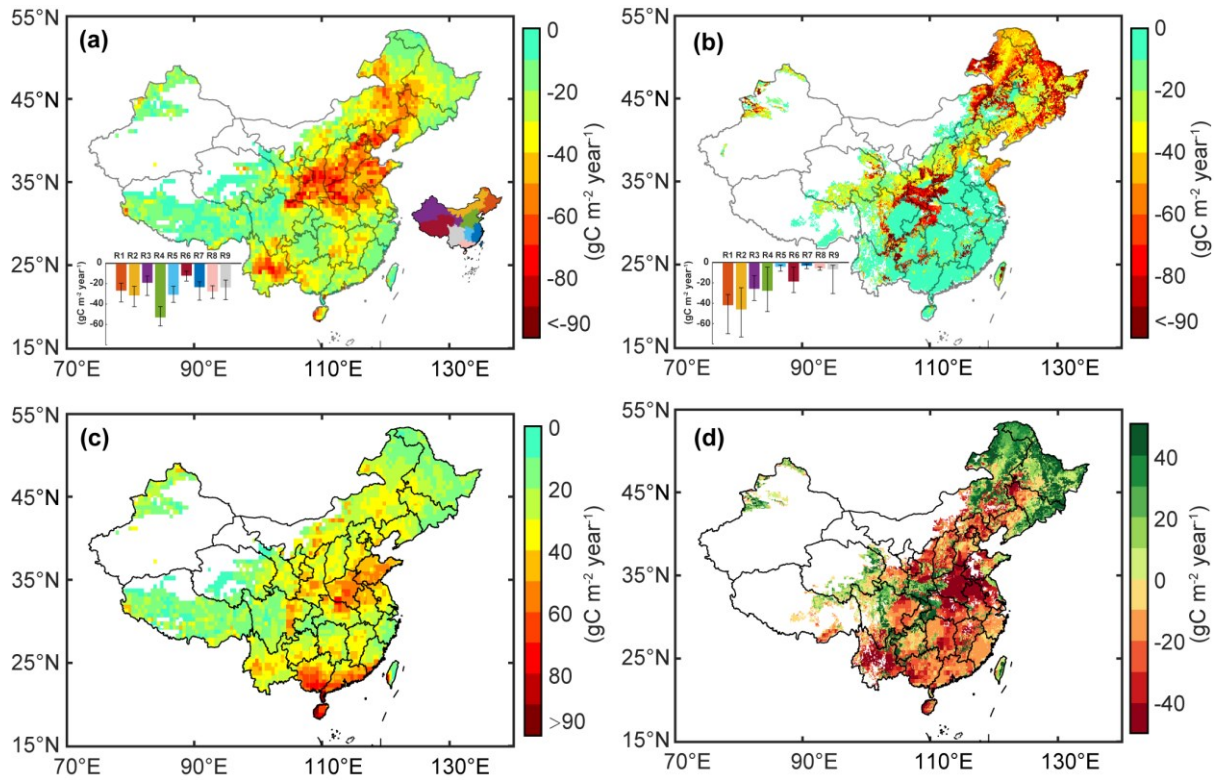 (a)
55°N
45°N
35°N
25°N
15°N
70°E
90°E
110°E
130°E
0
-20
-40
-60
-80
<-90
(gC m⁻² year⁻¹)
R1 R2 R3 R4 R5 R6 R7 R8 R9
0
-20
-40
-60
(gC m⁻² year⁻¹)
(b)
55°N
45°N
35°N
25°N
15°N
70°E
90°E
110°E
130°E
0
-20
-40
-60
-80
<-90
(gC m⁻² year⁻¹)
R1 R2 R3 R4 R5 R6 R7 R8 R9
0
-20
-40
-60
(gC m⁻² year⁻¹)
(c)
55°N
45°N
35°N
25°N
15°N
70°E
90°E
110°E
130°E
0
20
40
60
80
>90
(gC m⁻² year⁻¹)
(d)
55°N
45°N
35°N
25°N
15°N
70°E
90°E
110°E
130°E
40
20
0
-20
-40
(gC m⁻² year⁻¹)